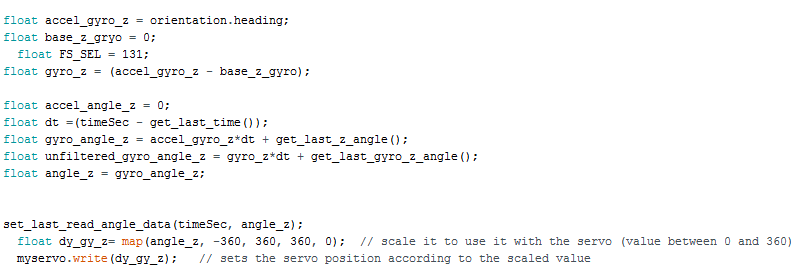 float accel_gyro_z = orientation.heading;
float base_z_gryo = 0;
  float FS_SEL = 131;
float gyro_z = (accel_gyro_z - base_z_gyro);

float accel_angle_z = 0;
float dt =(timeSec - get_last_time());
float gyro_angle_z = accel_gyro_z*dt + get_last_z_angle();
float unfiltered_gyro_angle_z = gyro_z*dt + get_last_gyro_z_angle();
float angle_z = gyro_angle_z;


set_last_read_angle_data(timeSec, angle_z);
  float dy_gy_z= map(angle_z, -360, 360, 360, 0);  // scale it to use it with the servo (value between 0 and 360)
  myservo.write(dy_gy_z);   // sets the servo position according to the scaled value